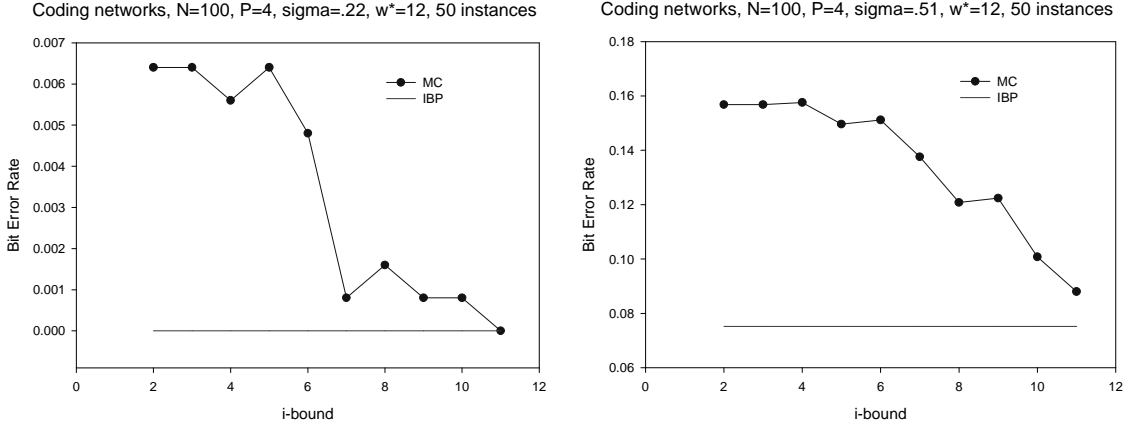 Coding networks, N=100, P=4, sigma=.22, w*=12, 50 instances
0.007
0.006
0.005
0.004
0.003
0.002
0.001
0.000
Bit Error Rate
MC
IBP
0 2 4 6 8 10 12
i-bound
Coding networks, N=100, P=4, sigma=.51, w*=12, 50 instances
0.18
0.16
0.14
0.12
0.10
0.08
0.06
Bit Error Rate
MC
IBP
0 2 4 6 8 10 12
i-bound